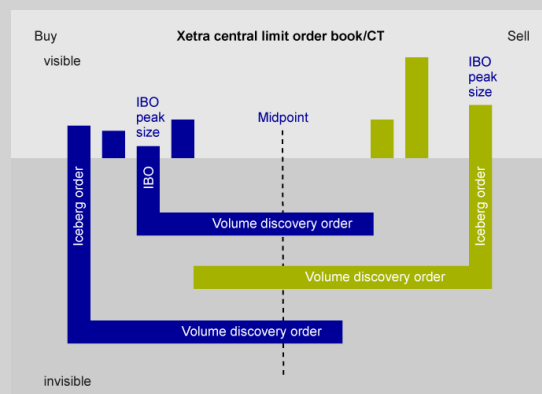 Buy
Xetra central limit order book/CT
Sell
visible
IBO
peak
size
IBO
peak
size
Midpoint
Iceberg order
IBO
Iceberg order
Volume discovery order
Volume discovery order
Volume discovery order
invisible